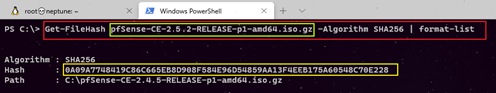 root@neptune: ~
Windows PowerShell
PS C:\> Get-FileHash pfSense-CE-2.5.2-RELEASE-p1-amd64.iso.gz -Algorithm SHA256 | format-list
Algorithm : SHA256
Hash : 0A09A7748419C86C665EB8D908F584E96D54859AA13F4EEB175A60548C70E228
Path : C:\pfSense-CE-2.4.5-RELEASE-p1-amd64.iso.gz